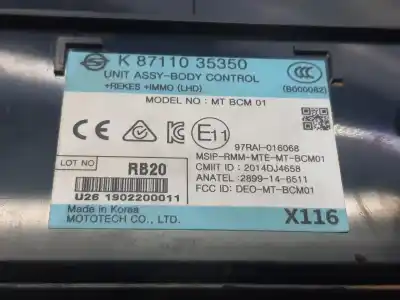 K 87110 35350
UNIT ASSY-BODY CONTROL
+REKES +IMMO (LHD)
(B000082)
MODEL NO : MT BCM 01
CE
E11
97RAI-016068
MSIP-RMM-MTE-MT-BCM01
CMIIT ID : 2014DJ4658
ANATEL : 2899-14-6511
FCC ID: DEO-MT-BCM01
LOT NO
RB20
U26 1902200011
Made in Korea
MOTOTECH CO., LTD.
X116